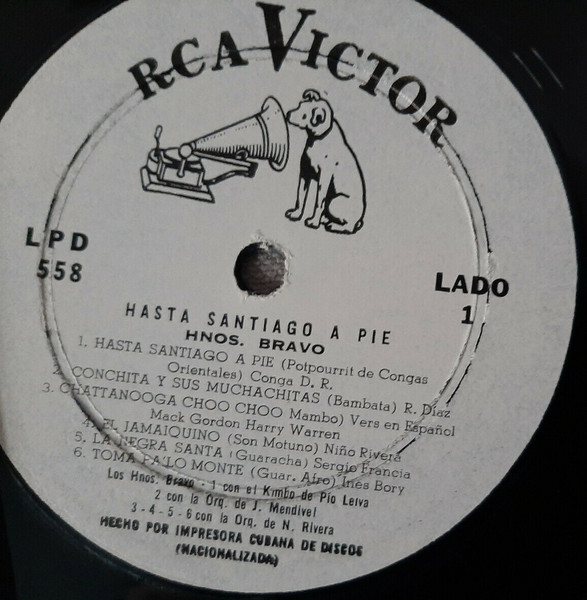 RCA VICTOR
LPD
558
LADO
1
HASTA SANTIAGO A PIE
HNOS. BRAVO
1. HASTA SANTIAGO A PIE (Potpourrit de Congas
Orientales) Conga D. R.
2. CONCHITA Y SUS MUCHACHITAS (Bambata) R. Diaz
3. CHATTANOOGA CHOO CHOO Mambo) Vers en Español
Mack Gordon Harry Warren
4. EL JAMAIQUINO (Son Motuno) Niño Rivera
5. LA NEGRA SANTA (Guaracha) Sergio Francia
6. TOMA PA'LO MONTE (Guar. Afro) Inés Bory
Los Hnos. Bravo - 1 con el Kimbo de Pío Leiva
2 con la Orq. de J. Mendivel
3 - 4 - 5 - 6 con la Orq. de N. Rivera
HECHO POR IMPRESORA CUBANA DE DISCOS
(NACIONALIZADA)